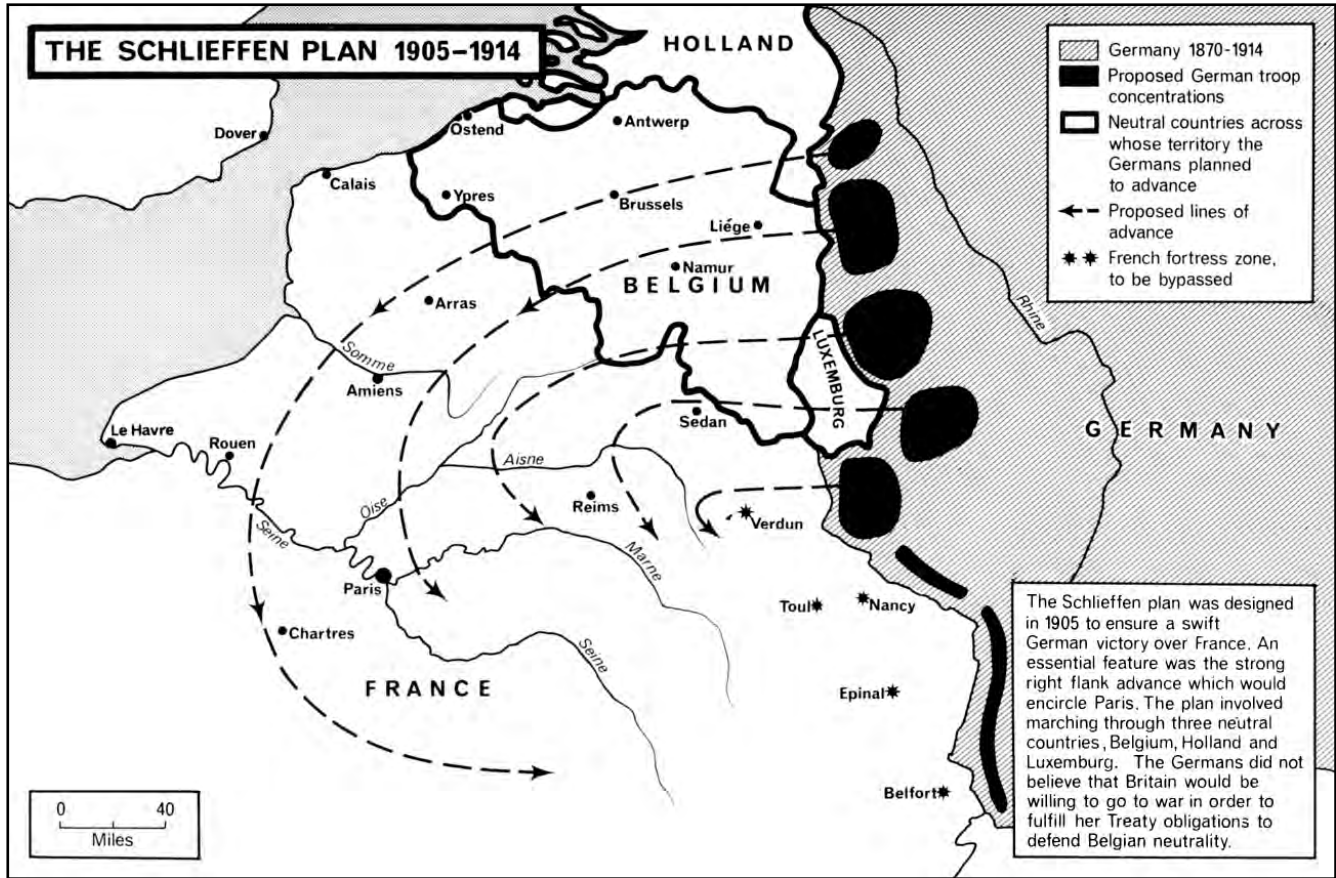 THE SCHLIEFFEN PLAN 1905–1914
HOLLAND
Germany 1870-1914
Proposed German troop
concentrations
Neutral countries across
whose territory the
Germans planned
to advance
Proposed lines of
advance
French fortress zone,
to be bypassed
Dover
Ostend
Antwerp
Calais
Ypres
Brussels
Liége
Namur
BELGIUM
Arras
Rhine
Somme
LUXEMBURG
Amiens
Sedan
GERMANY
Le Havre
Rouen
Aisne
Oise
Reims
Verdun
Seine
Marne
Paris
Toul
Nancy
Chartres
Seine
FRANCE
Epinal
Belfort
0 40
Miles
The Schlieffen plan was designed
in 1905 to ensure a swift
German victory over France. An
essential feature was the strong
right flank advance which would
encircle Paris. The plan involved
marching through three neutral
countries, Belgium, Holland and
Luxemburg. The Germans did not
believe that Britain would be
willing to go to war in order to
fulfill her Treaty obligations to
defend Belgian neutrality.